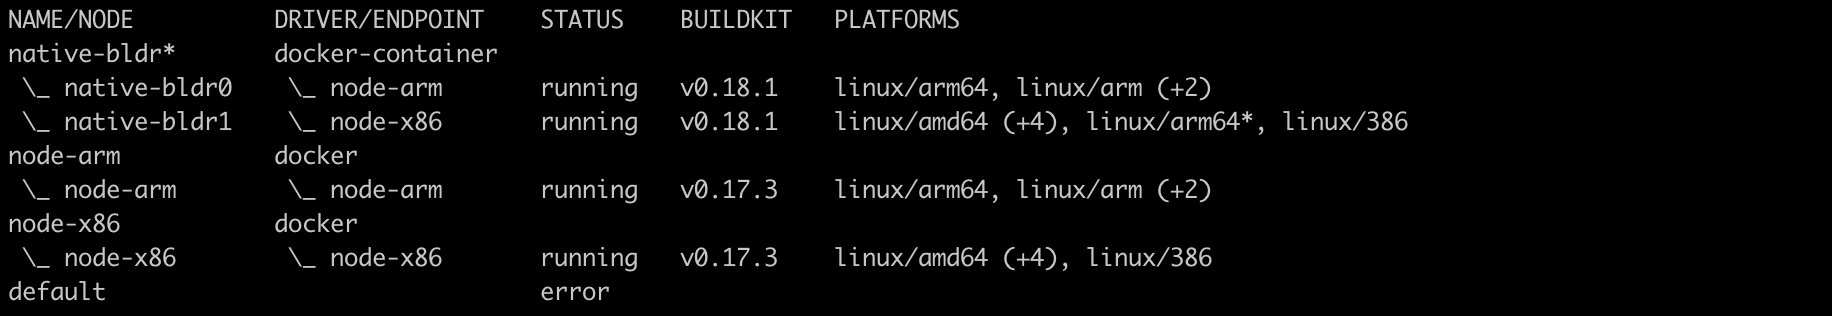 NAME/NODE          DRIVER/ENDPOINT    STATUS    BUILDKIT   PLATFORMS
native-bldr*       docker-container
 \_ native-bldr0    \_ node-arm       running   v0.18.1    linux/arm64, linux/arm (+2)
 \_ native-bldr1    \_ node-x86       running   v0.18.1    linux/amd64 (+4), linux/arm64*, linux/386
node-arm           docker
 \_ node-arm        \_ node-arm       running   v0.17.3    linux/arm64, linux/arm (+2)
node-x86           docker
 \_ node-x86        \_ node-x86       running   v0.17.3    linux/amd64 (+4), linux/386
default                               error